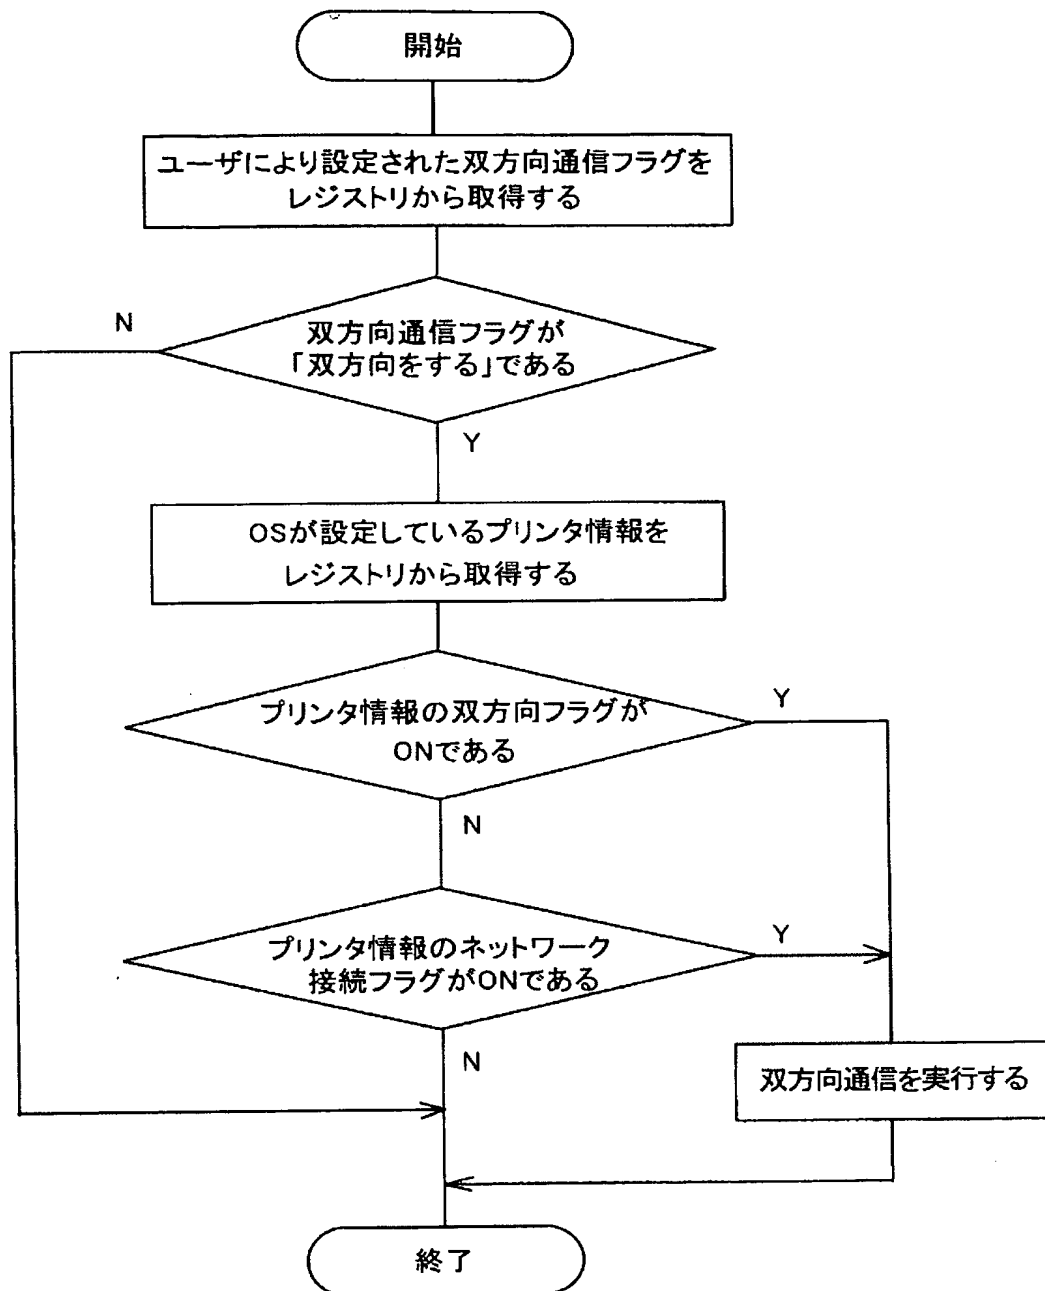 開始
ユーザにより設定された双方向通信フラグを
レジストリから取得する
N
双方向通信フラグが
「双方向をする」である
Y
OSが設定しているプリンタ情報を
レジストリから取得する
プリンタ情報の双方向フラグが
ONである
Y
N
プリンタ情報のネットワーク
接続フラグがONである
Y
N
双方向通信を実行する
終了